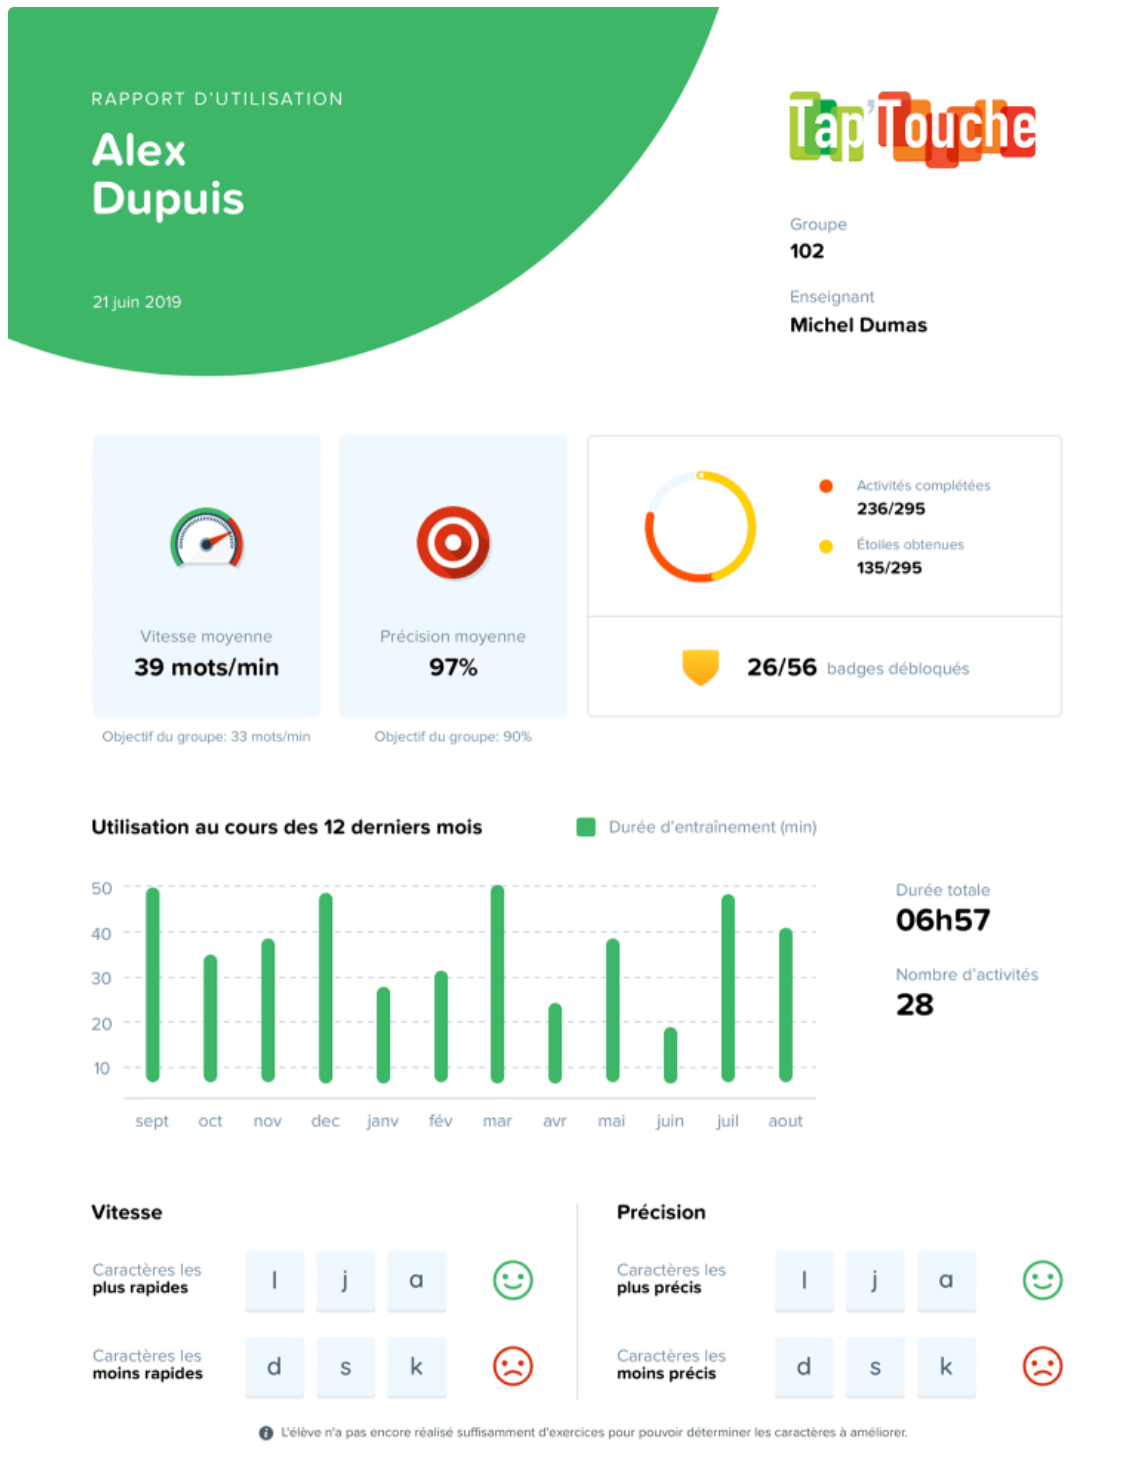 RAPPORT D'UTILISATION
Alex
Dupuis
21 juin 2019
Tap'Touche
Groupe
102
Enseignant
Michel Dumas
Vitesse moyenne
39 mots/min
Objectif du groupe: 33 mots/min
Précision moyenne
97%
Objectif du groupe: 90%
Activités complétées
236/295
Étoiles obtenues
135/295
26/56 badges débloqués
Utilisation au cours des 12 derniers mois
Durée d'entraînement (min)
50
40
30
20
10
sept oct nov dec janv fév mar avr mai juin juil aout
Durée totale
06h57
Nombre d'activités
28
Vitesse
Caractères les
plus rapides
l j a
Caractères les
moins rapides
d s k
Précision
Caractères les
plus précis
l j a
Caractères les
moins précis
d s k
L'élève n'a pas encore réalisé suffisamment d'exercices pour pouvoir déterminer les caractères à améliorer.